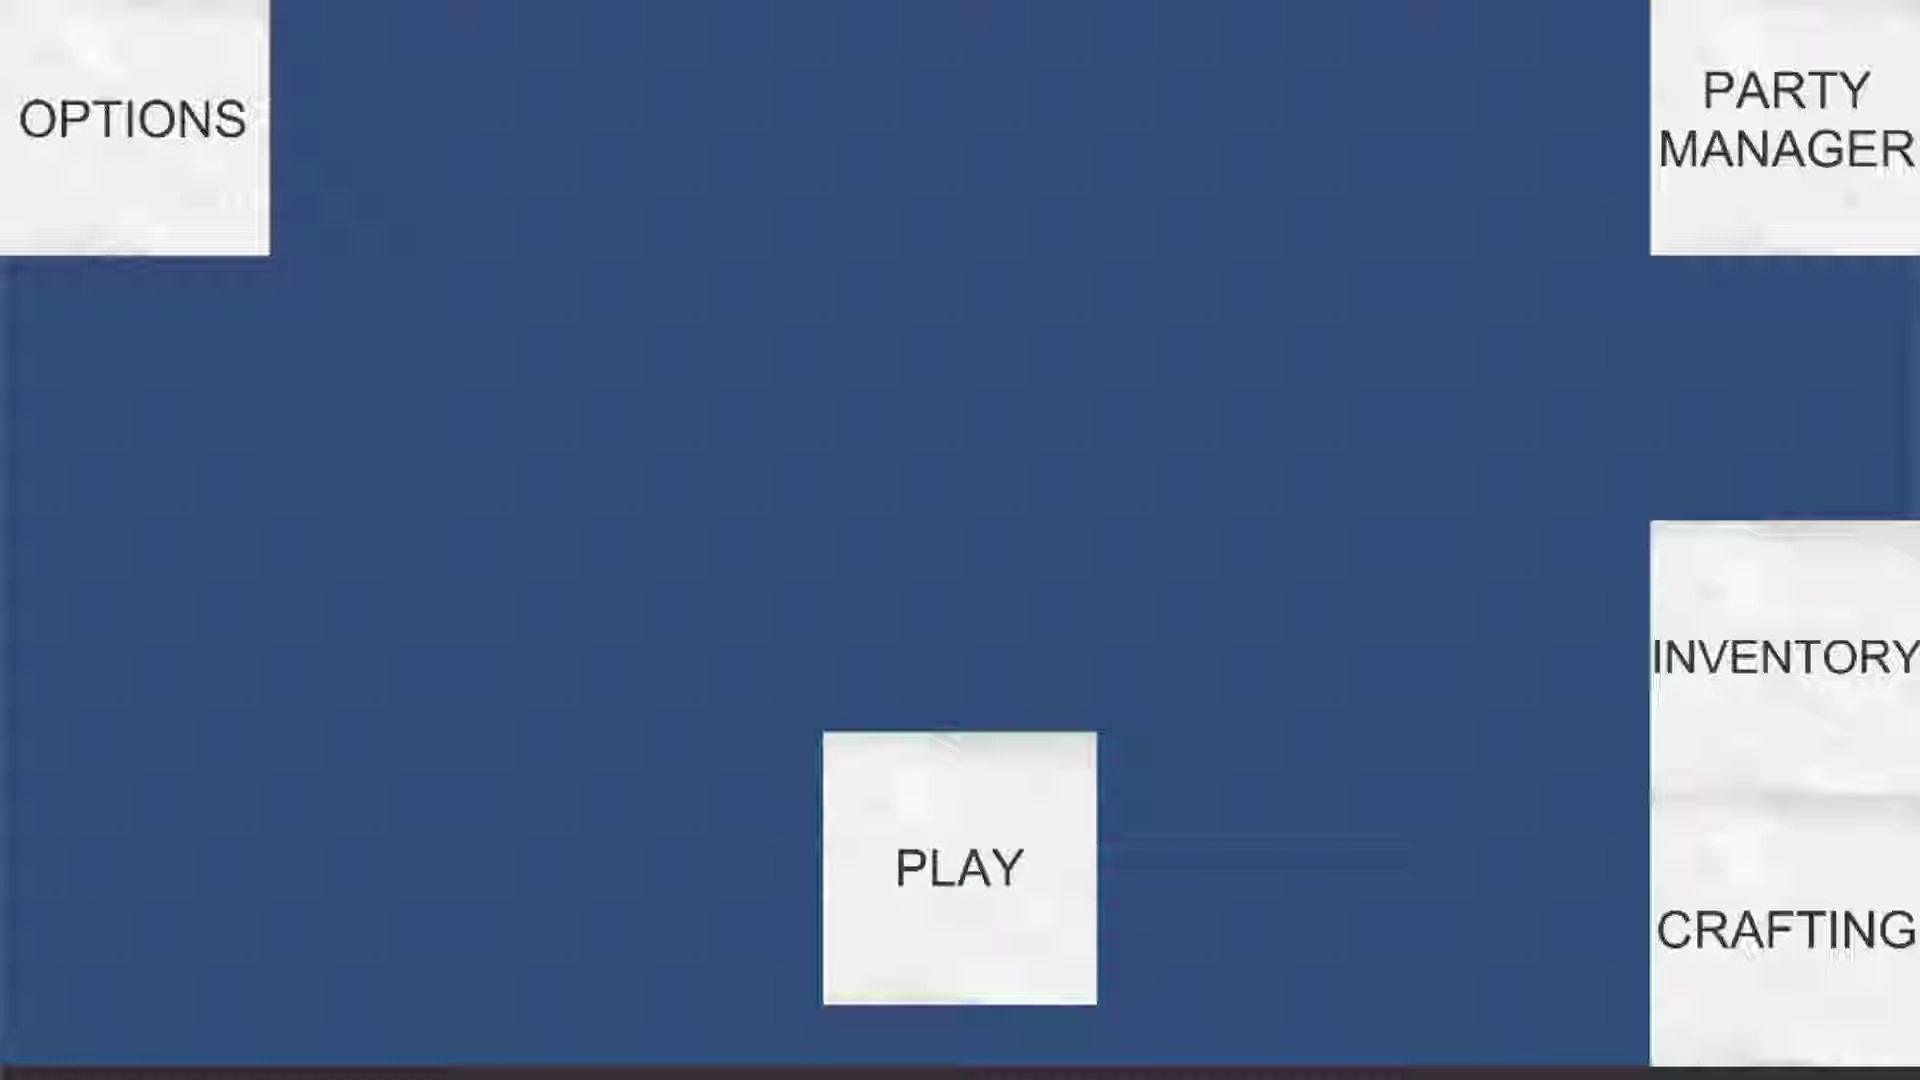 OPTIONS
PARTY
MANAGER
INVENTORY
PLAY
CRAFTING